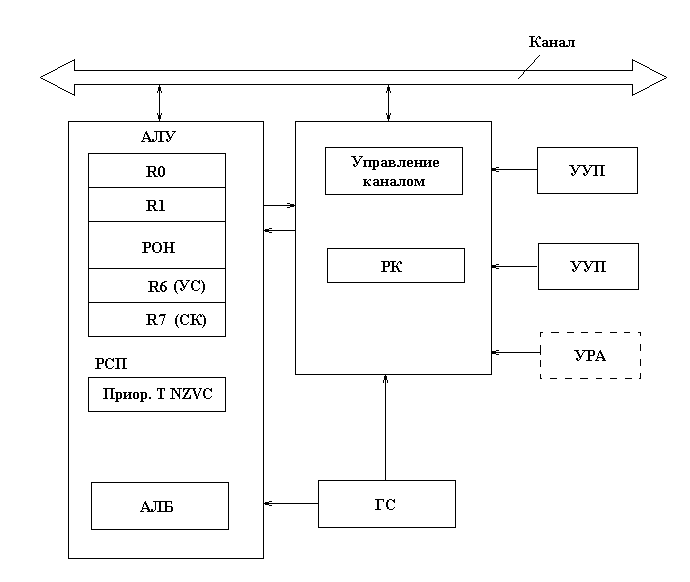 Канал
АЛУ
R0
R1
РОН
R6 (УС)
R7 (СК)
РСП
Приор. T NZVC
АЛБ
Управление
каналом
РК
УУП
УУП
УРА
ГС